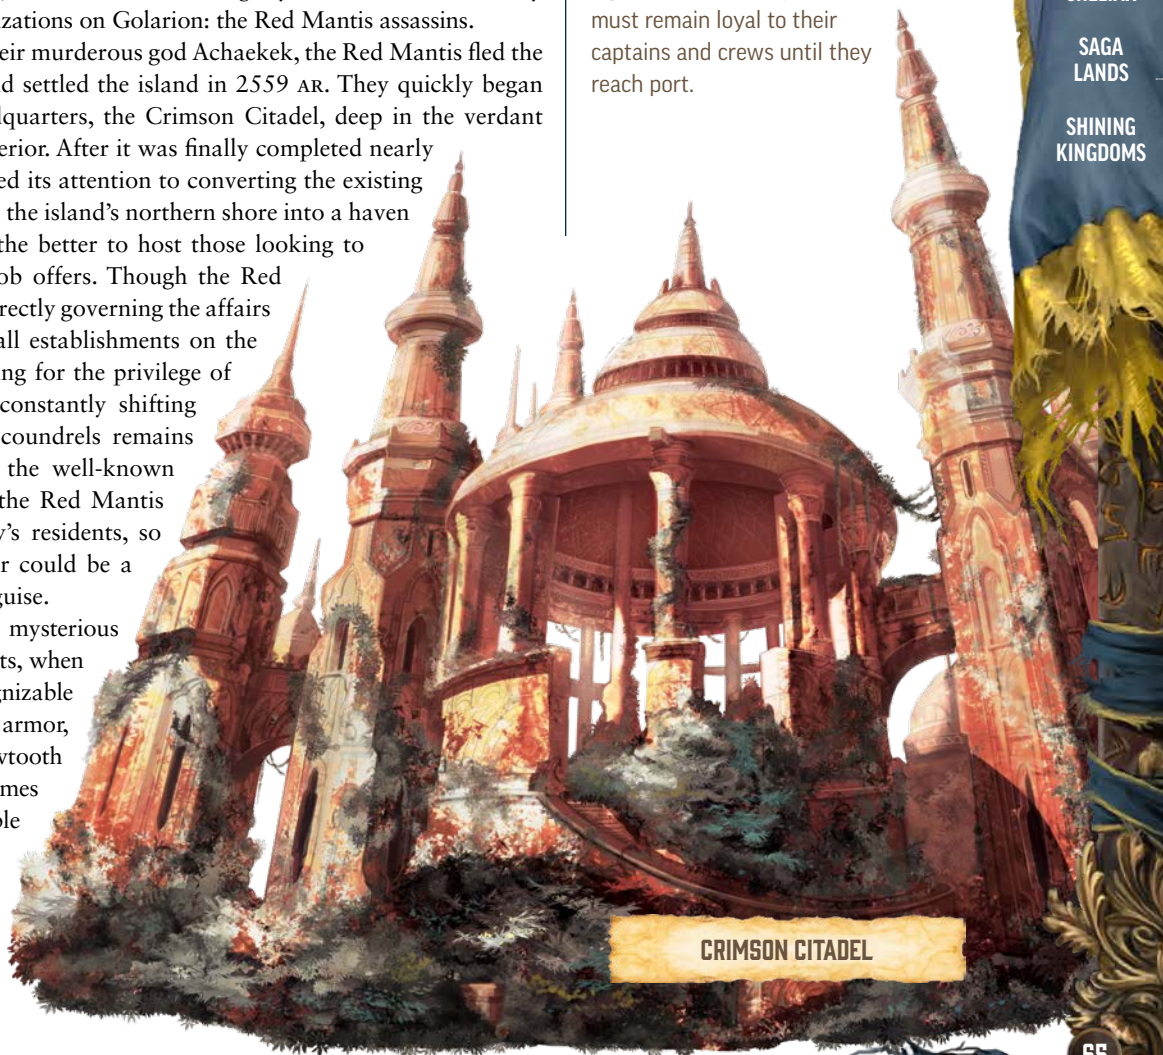 izations on Golarion: the Red Mantis assassins.
eir murderous god Achaekek, the Red Mantis fled the
d settled the island in 2559 AR. They quickly began
lquarters, the Crimson Citadel, deep in the verdant
erior. After it was finally completed nearly
ed its attention to converting the existing
the island's northern shore into a haven
the better to host those looking to
ob offers. Though the Red
rectly governing the affairs
all establishments on the
ng for the privilege of
constantly shifting
coundrels remains
the well-known
the Red Mantis
y's residents, so
r could be a
guise.
mysterious
ts, when
gnizable
armor,
wtooth
mes
ble
must remain loyal to their
captains and crews until they
reach port.
SAGA
LANDS
SHINING
KINGDOMS
CRIMSON CITADEL